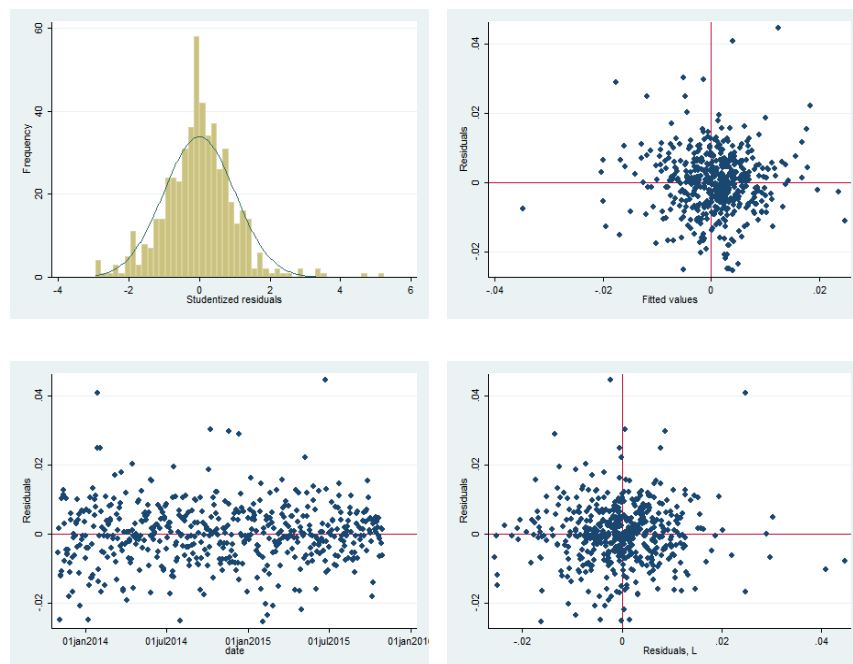 Frequency
60
40
20
0
-4 -2 0 2 4 6
Studentized residuals
Residuals
.04
.02
0
-.02
-.04 -.02 0 .02
Fitted values
Residuals
.04
.02
0
-.02
01jan2014 01jul2014 01jan2015 01jul2015 01jan201
date
Residuals
.04
.02
0
-.02
-.02 0 .02 .04
Residuals, L